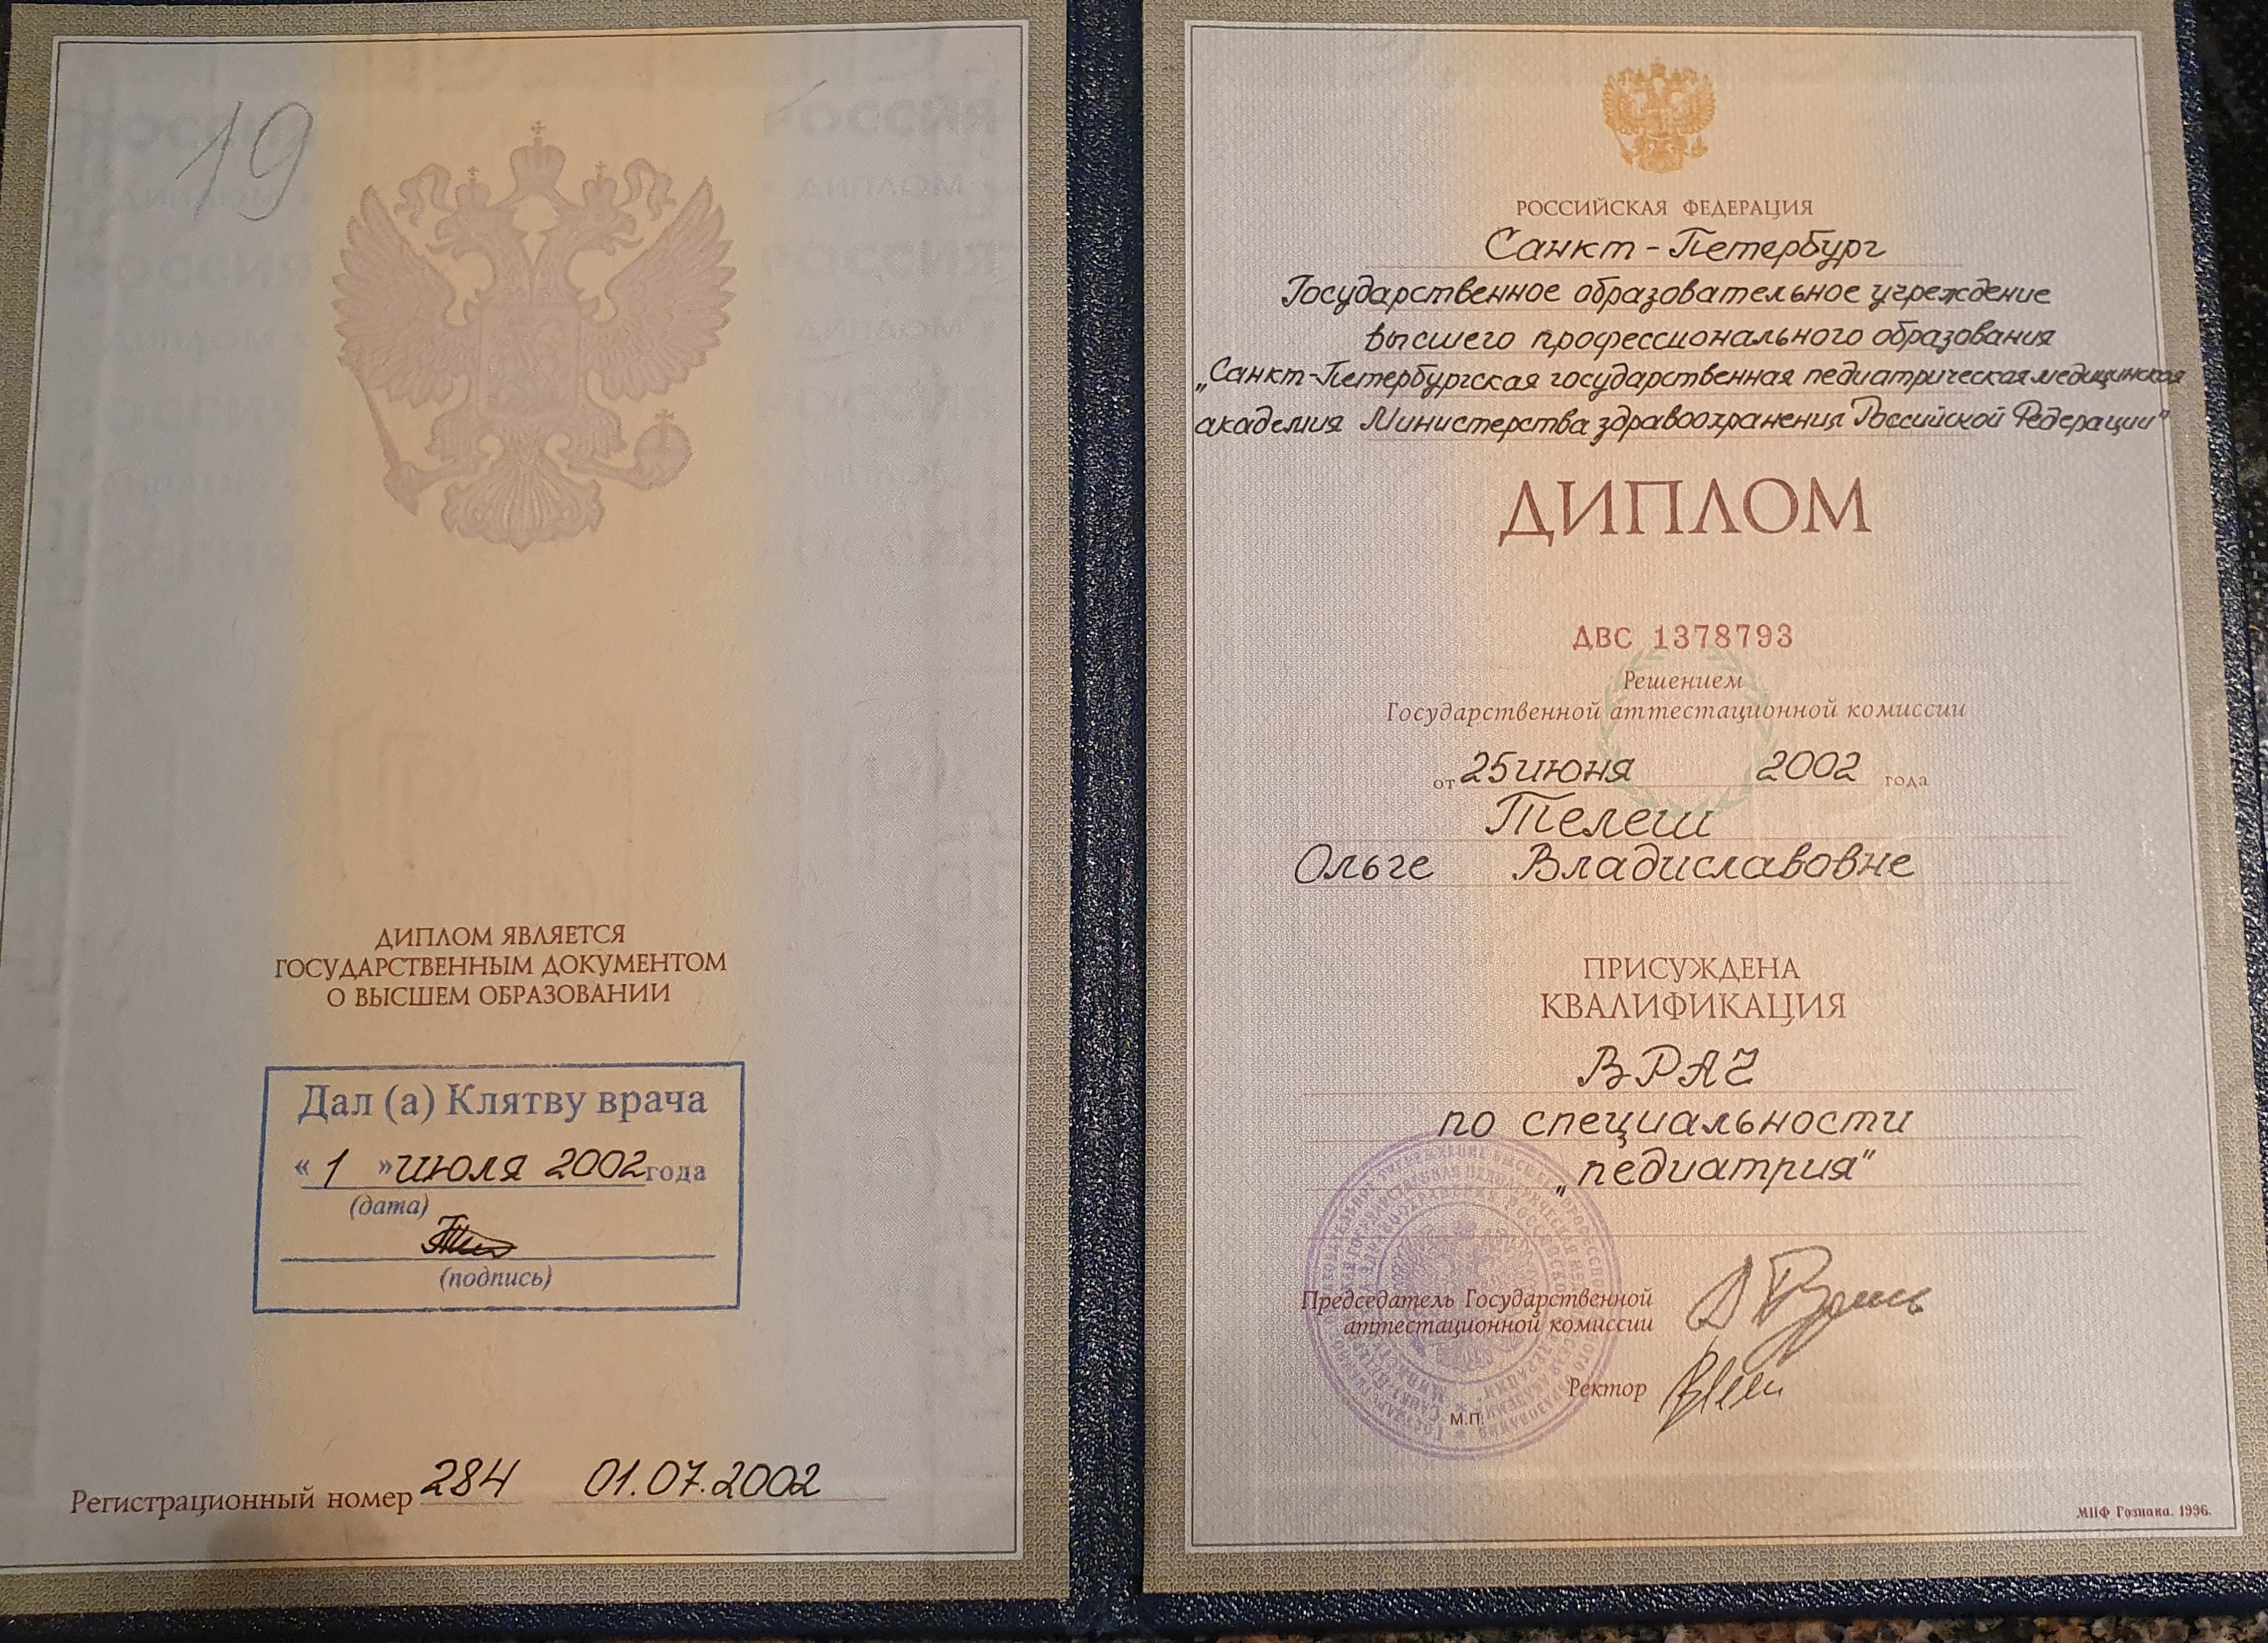 19
ДИПЛОМ ЯВЛЯЕТСЯ
ГОСУДАРСТВЕННЫМ ДОКУМЕНТОМ
О ВЫСШЕМ ОБРАЗОВАНИИ
Дал (а) Клятву врача
« 1 » июля 2002 года
(дата)
(подпись)
Регистрационный номер 284 01.07.2002
РОССИЙСКАЯ ФЕДЕРАЦИЯ
Санкт-Петербург
Государственное образовательное учреждение
высшего профессионального образования
„Санкт-Петербургская государственная педиатрическая медицинская
академия Министерства здравоохранения Российской Федерации"
ДИПЛОМ
ДВС 1378793
Решением
Государственной аттестационной комиссии
от 25 июня 2002 года
Телеш
Ольге Владиславовне
ПРИСУЖДЕНА
КВАЛИФИКАЦИЯ
ВРАЧ
по специальности
„педиатрия"
Председатель Государственной
аттестационной комиссии
Ректор
М.П.
МПФ Гознака. 1996.